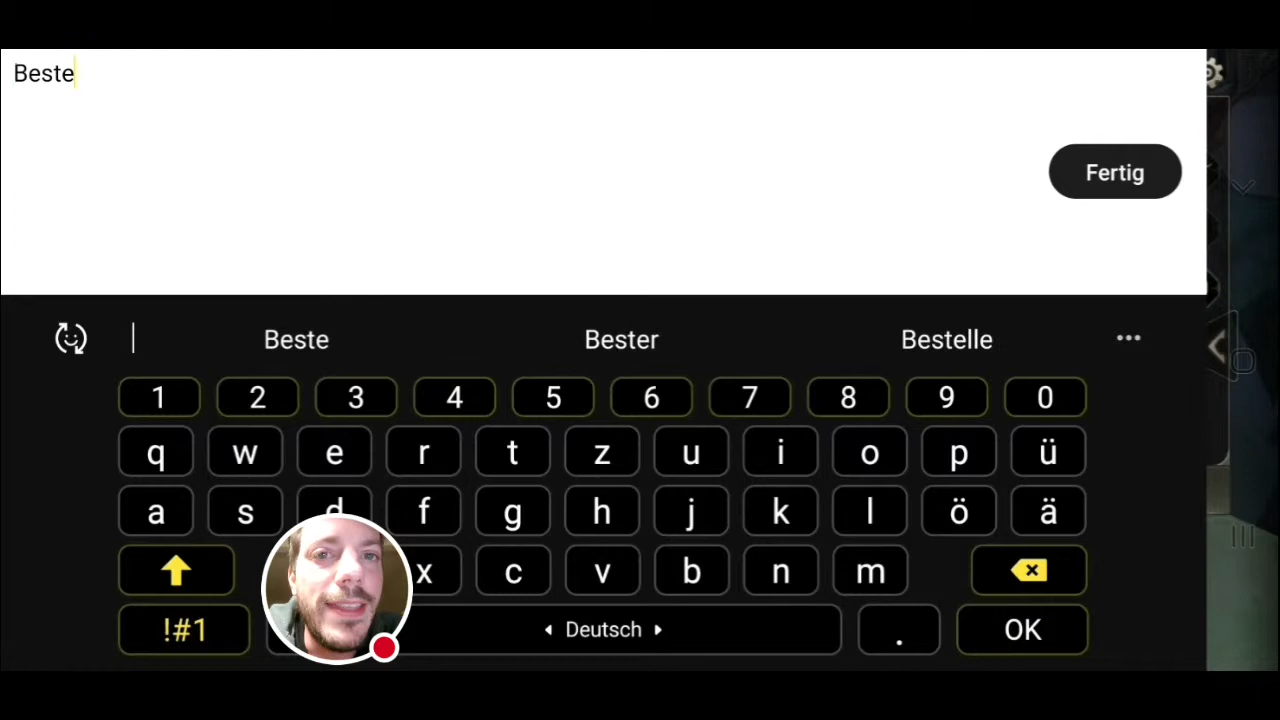 Beste
Fertig
Beste Bester Bestelle
1 2 3 4 5 6 7 8 9 0
q w e r t z u i o p ü
a s d f g h j k l ö ä
x c v b n m
!#1 Deutsch . OK